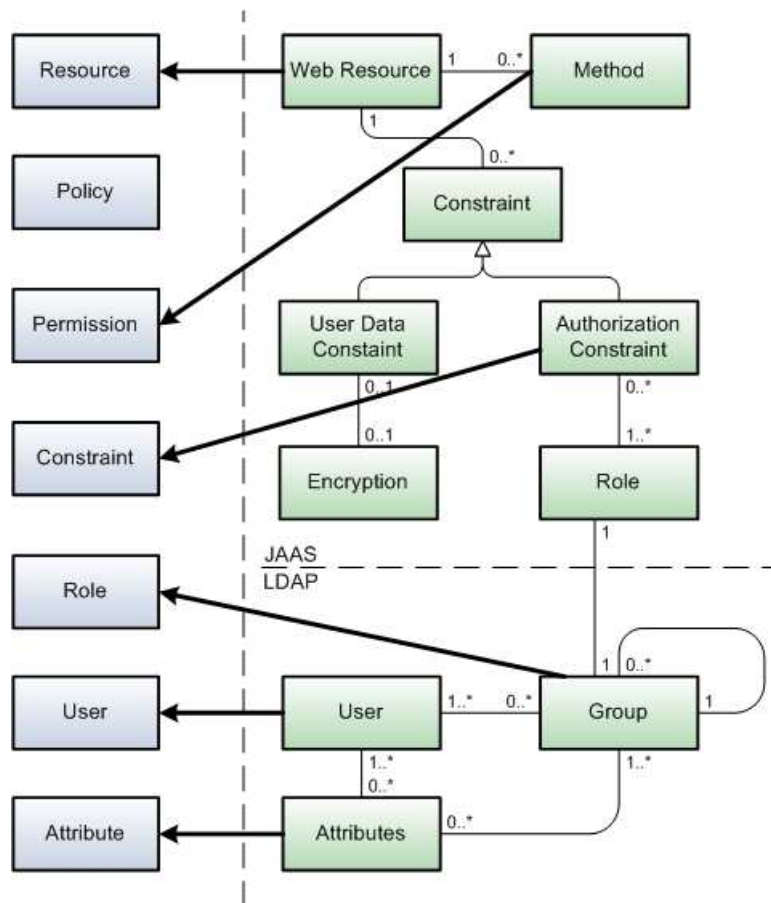 Resource
Web Resource
1
0..*
Method
1
0..*
Policy
Constraint
Permission
User Data
Constaint
Authorization
Constraint
0..1
0..*
Constraint
0..1
1..*
Encryption
Role
1
JAAS
LDAP
Role
1
0..*
User
User
1..*
0..*
Group
1
1..*
0..*
1..*
Attribute
Attributes
0..*